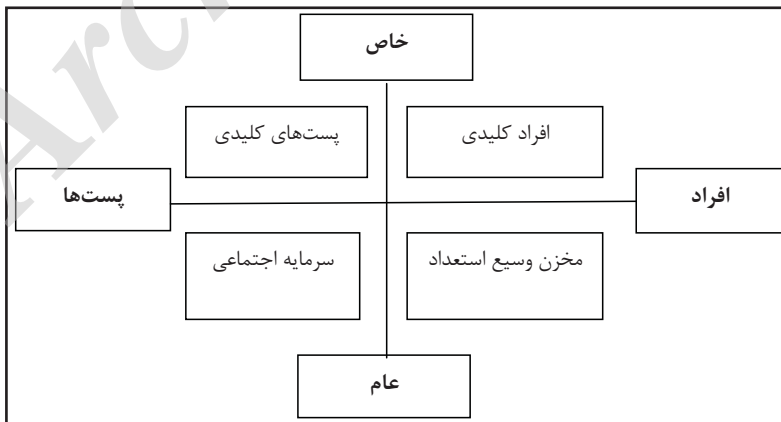 خاص
افراد کلیدی
پست‌های کلیدی
افراد
پست‌ها
مخزن وسیع استعداد
سرمایه اجتماعی
عام